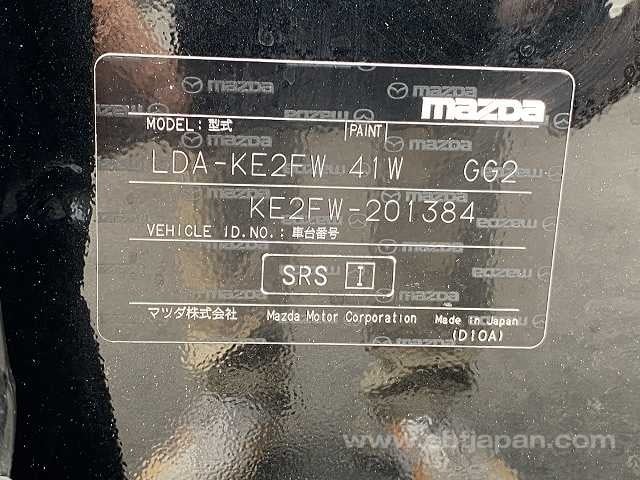 mazda
MODEL: 型式 PAINT
LDA-KE2FW 41W GG2
KE2FW-201384
VEHICLE ID.NO.: 車台番号
SRS I
マツダ株式会社 Mazda Motor Corporation Made in Japan
(D10A)
www.sbtjapan.com